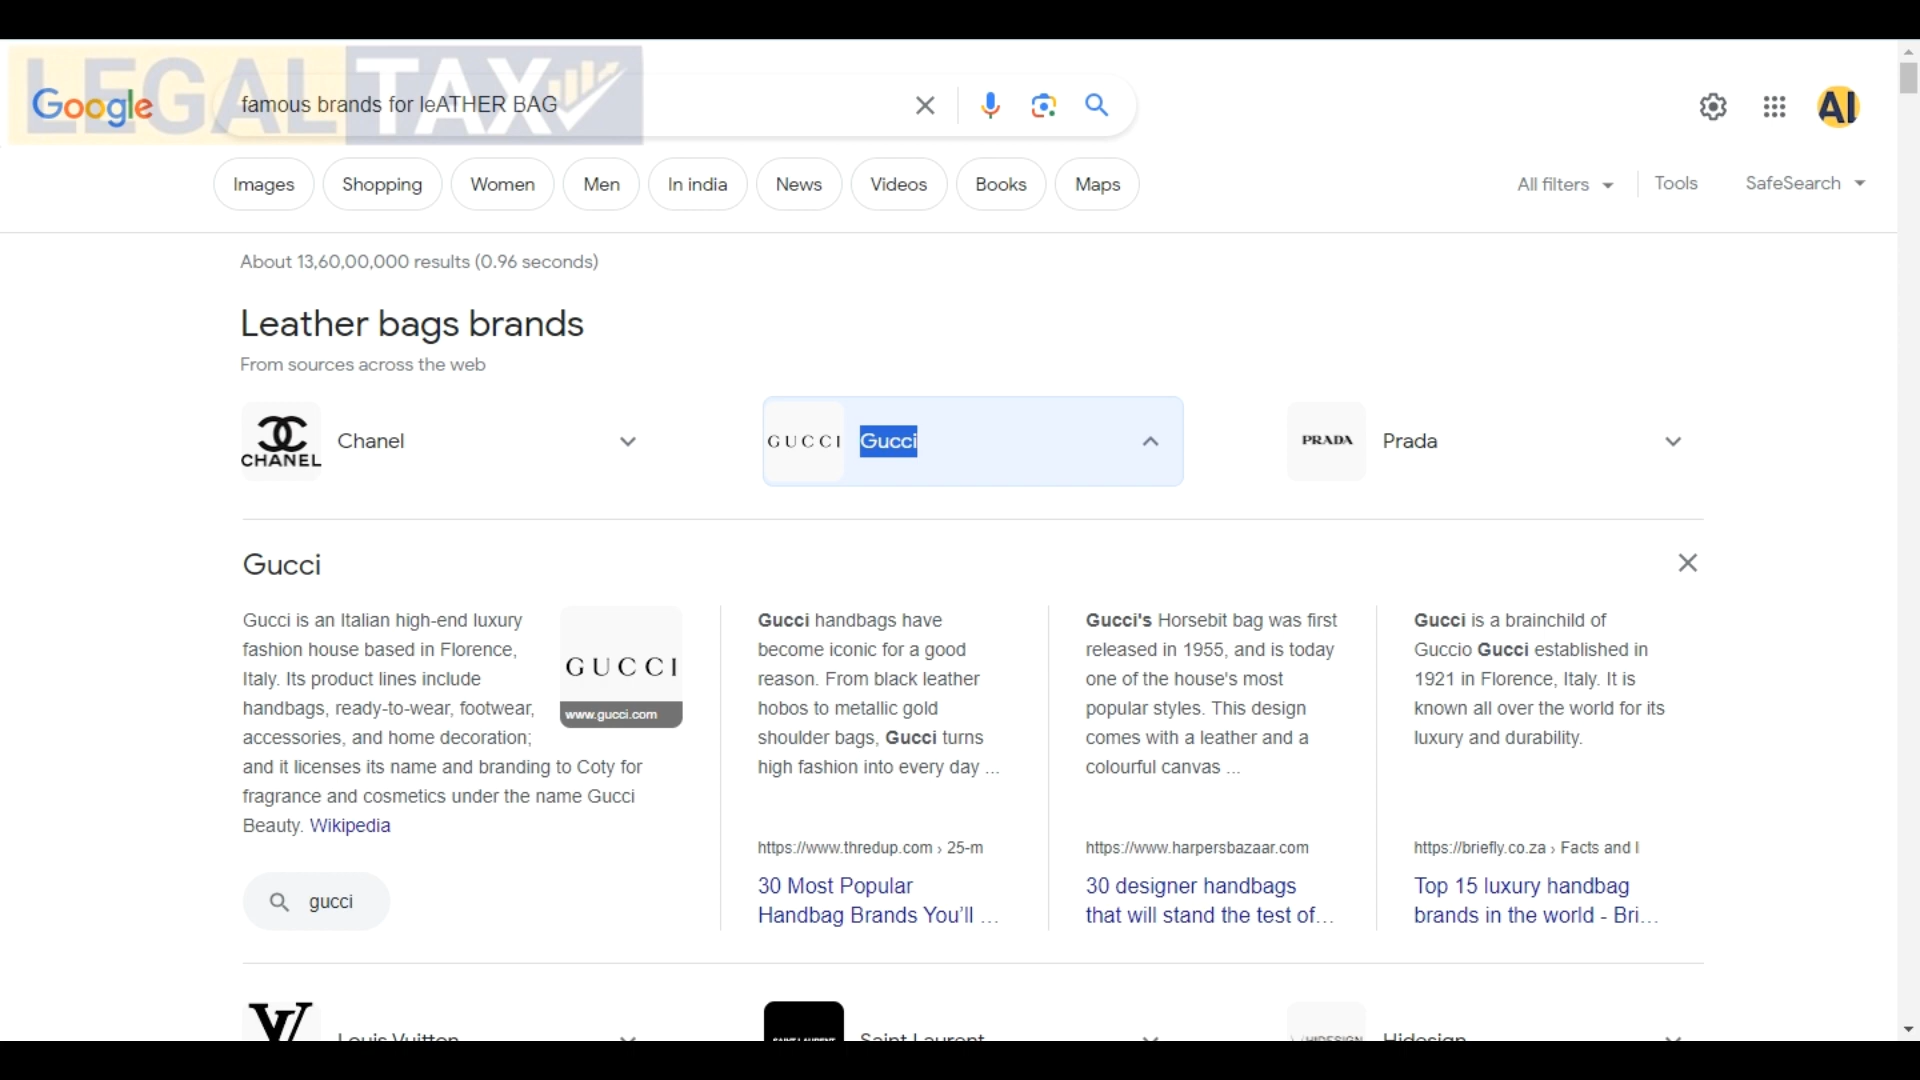 LEGALTAX
Google
famous brands for leATHER BAG
AI
Images
Shopping
Women
Men
In india
News
Videos
Books
Maps
All filters
Tools
SafeSearch
About 13,60,00,000 results (0.96 seconds)
Leather bags brands
From sources across the web
CHANEL
Chanel
GUCCI
Gucci
PRADA
Prada
Gucci
Gucci is an Italian high-end luxury
fashion house based in Florence,
Italy. Its product lines include
handbags, ready-to-wear, footwear,
accessories, and home decoration;
and it licenses its name and branding to Coty for
fragrance and cosmetics under the name Gucci
Beauty. Wikipedia
GUCCI
www.gucci.com
gucci
Gucci handbags have
become iconic for a good
reason. From black leather
hobos to metallic gold
shoulder bags, Gucci turns
high fashion into every day ...
https://www.thredup.com › 25-m
30 Most Popular
Handbag Brands You'll ...
Gucci's Horsebit bag was first
released in 1955, and is today
one of the house's most
popular styles. This design
comes with a leather and a
colourful canvas ...
https://www.harpersbazaar.com
30 designer handbags
that will stand the test of...
Gucci is a brainchild of
Guccio Gucci established in
1921 in Florence, Italy. It is
known all over the world for its
luxury and durability.
https://briefly.co.za › Facts and l
Top 15 luxury handbag
brands in the world - Bri...
LV
Louis Vuitton
Saint Laurent
HIDESIGN
Hidesign